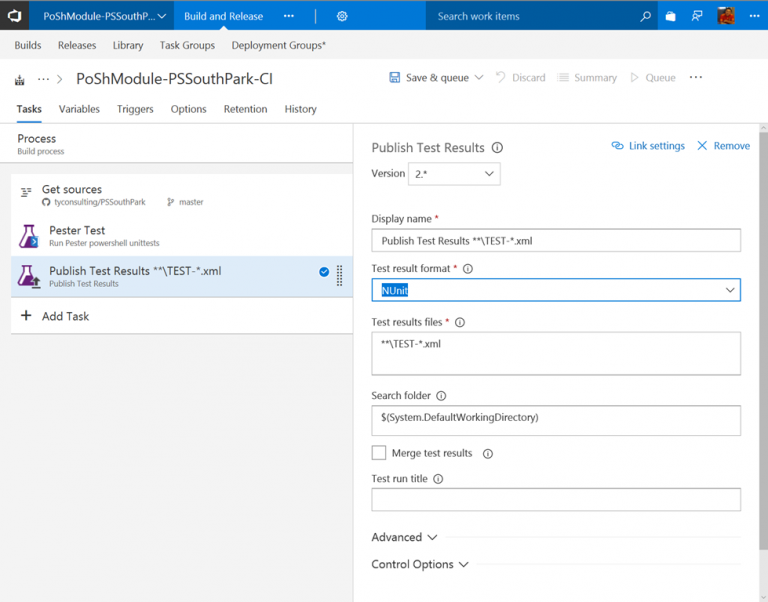 PoShModule-PSSouthP...
Build and Release
Search work items
Builds
Releases
Library
Task Groups
Deployment Groups*
PoShModule-PSSouthPark-CI
Save & queue
Discard
Summary
Queue
Tasks
Variables
Triggers
Options
Retention
History
Process
Build process
Get sources
tyconsulting/PSSouthPark
master
Pester Test
Run Pester powershell unittests
Publish Test Results **\TEST-*.xml
Publish Test Results
Add Task
Publish Test Results
Link settings
Remove
Version
2.*
Display name *
Publish Test Results **\TEST-*.xml
Test result format *
NUnit
Test results files *
**\TEST-*.xml
Search folder
$(System.DefaultWorkingDirectory)
Merge test results
Test run title
Advanced
Control Options